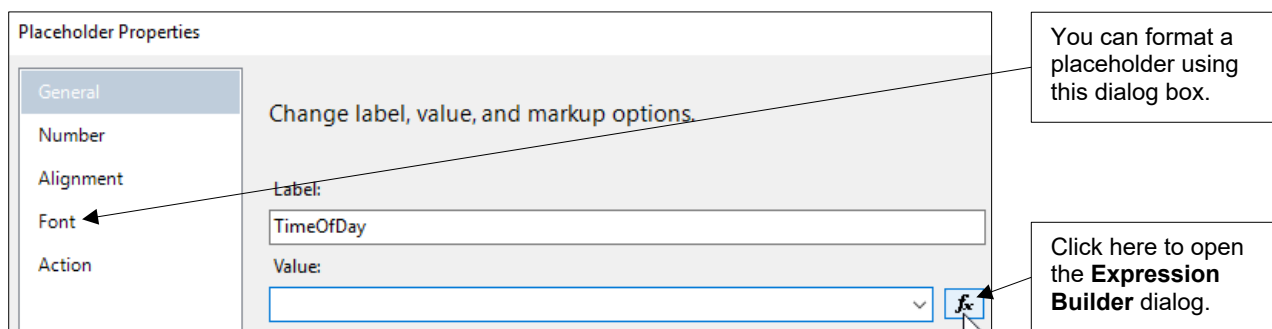 Placeholder Properties
General
Number
Alignment
Font
Action
Change label, value, and markup options.
Label:
TimeOfDay
Value:
fx
You can format a
placeholder using
this dialog box.
Click here to open
the Expression
Builder dialog.